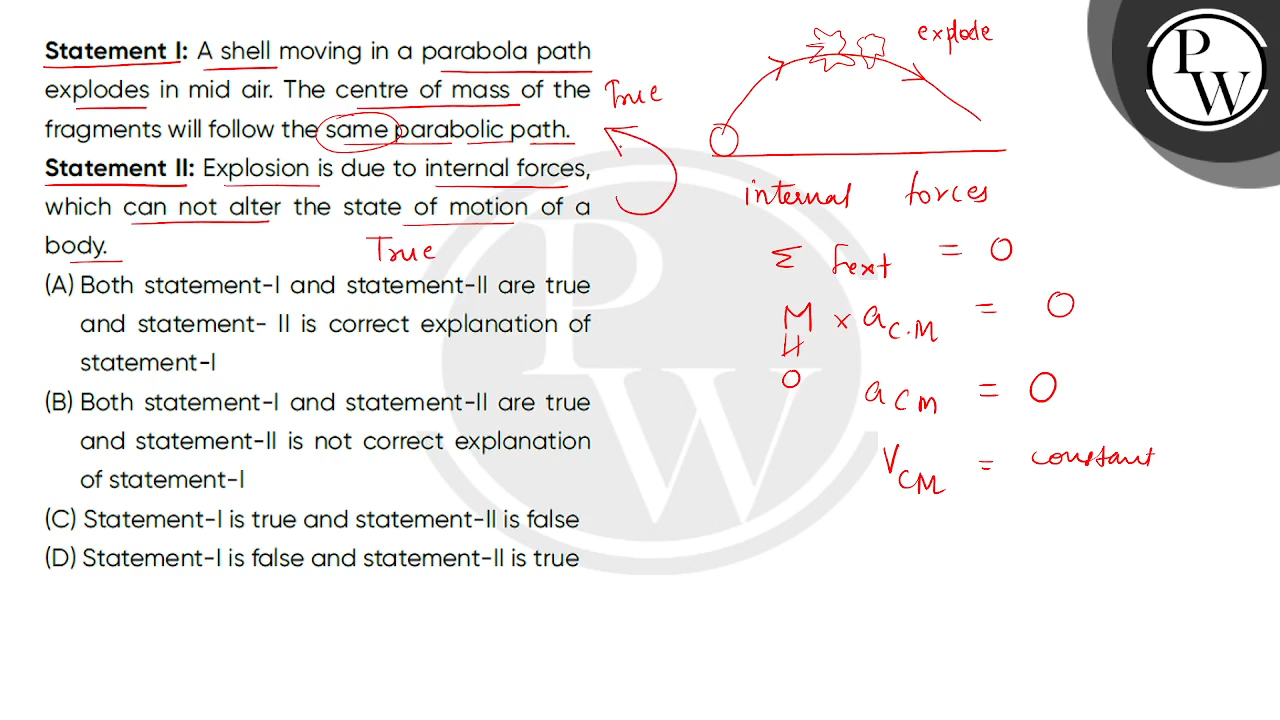 Statement I: A shell moving in a parabola path
explodes in mid air. The centre of mass of the
fragments will follow the same parabolic path.
True
Statement II: Explosion is due to internal forces,
which can not alter the state of motion of a
body.
True
(A) Both statement-I and statement-II are true
and statement- II is correct explanation of
statement-I
(B) Both statement-I and statement-II are true
and statement-II is not correct explanation
of statement-I
(C) Statement-I is true and statement-II is false
(D) Statement-I is false and statement-II is true
explode
internal forces
Σ Fext = 0
M × a C.M = 0
0
a CM = 0
V CM = constant
P
W
P
W